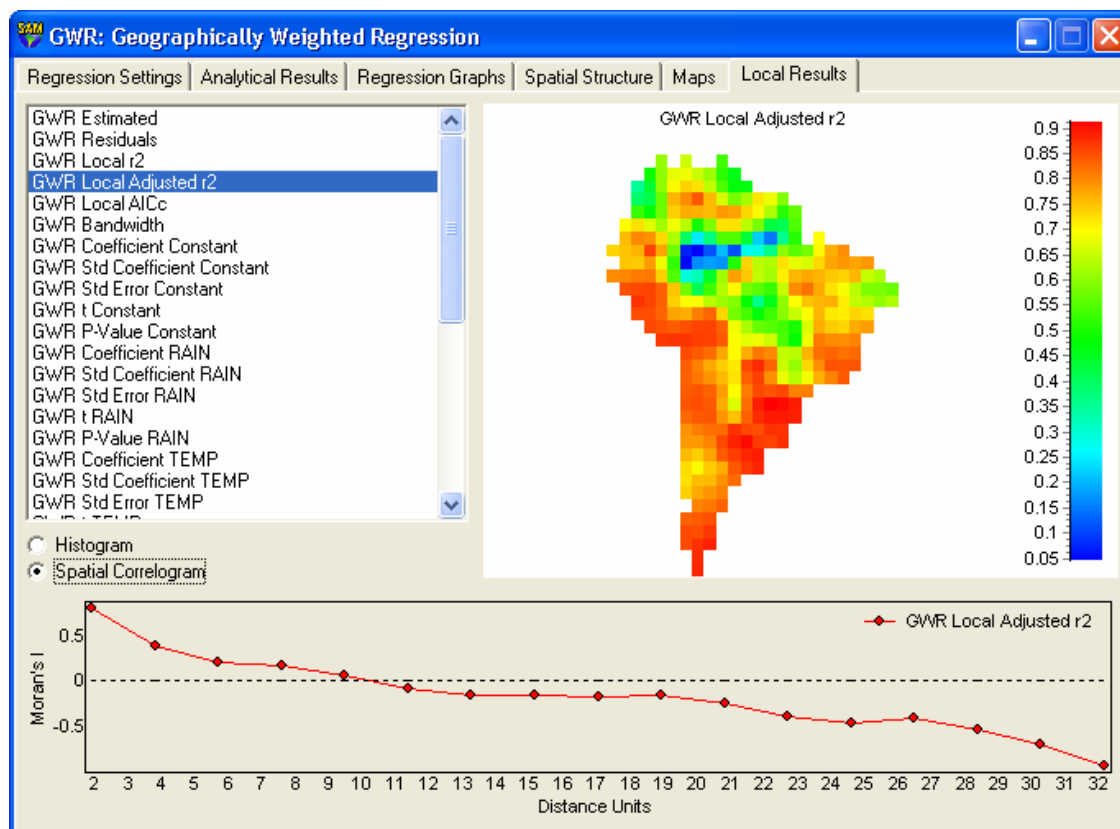 SAM
GWR: Geographically Weighted Regression
Regression Settings
Analytical Results
Regression Graphs
Spatial Structure
Maps
Local Results
GWR Estimated
GWR Residuals
GWR Local r2
GWR Local Adjusted r2
GWR Local AICc
GWR Bandwidth
GWR Coefficient Constant
GWR Std Coefficient Constant
GWR Std Error Constant
GWR t Constant
GWR P-Value Constant
GWR Coefficient RAIN
GWR Std Coefficient RAIN
GWR Std Error RAIN
GWR t RAIN
GWR P-Value RAIN
GWR Coefficient TEMP
GWR Std Coefficient TEMP
GWR Std Error TEMP
GWR Local Adjusted r2
0.9
0.85
0.8
0.75
0.7
0.65
0.6
0.55
0.5
0.45
0.4
0.35
0.3
0.25
0.2
0.15
0.1
0.05
Histogram
Spatial Correlogram
GWR Local Adjusted r2
Moran's I
0.5
0
-0.5
2 3 4 5 6 7 8 9 10 11 12 13 14 15 16 17 18 19 20 21 22 23 24 25 26 27 28 29 30 31 32
Distance Units